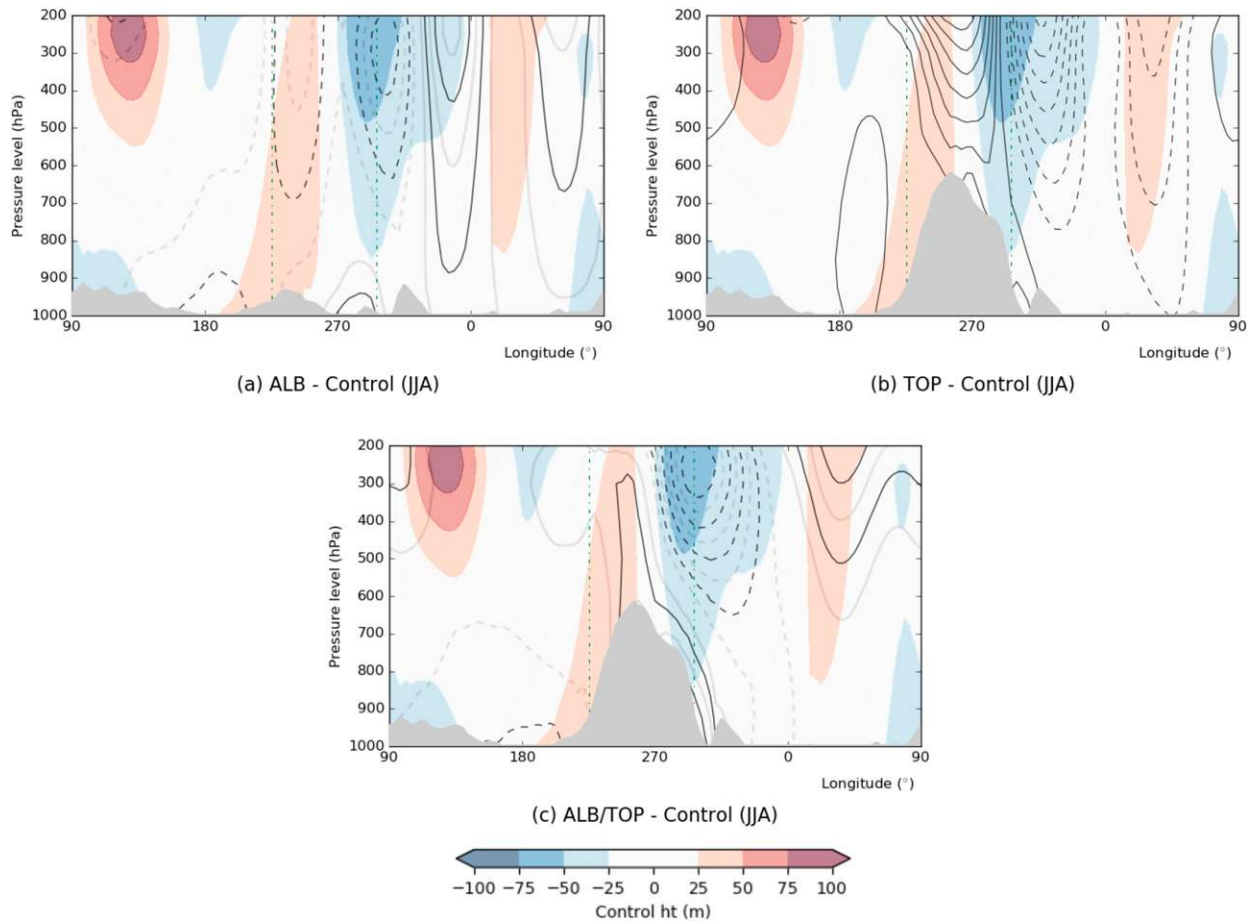 200
300
400
500
600
700
800
900
1000
Pressure level (hPa)
90 180 270 0 90
Longitude (°)
(a) ALB - Control (JJA)
200
300
400
500
600
700
800
900
1000
Pressure level (hPa)
90 180 270 0 90
Longitude (°)
(b) TOP - Control (JJA)
200
300
400
500
600
700
800
900
1000
Pressure level (hPa)
90 180 270 0 90
Longitude (°)
(c) ALB/TOP - Control (JJA)
−100 −75 −50 −25 0 25 50 75 100
Control ht (m)